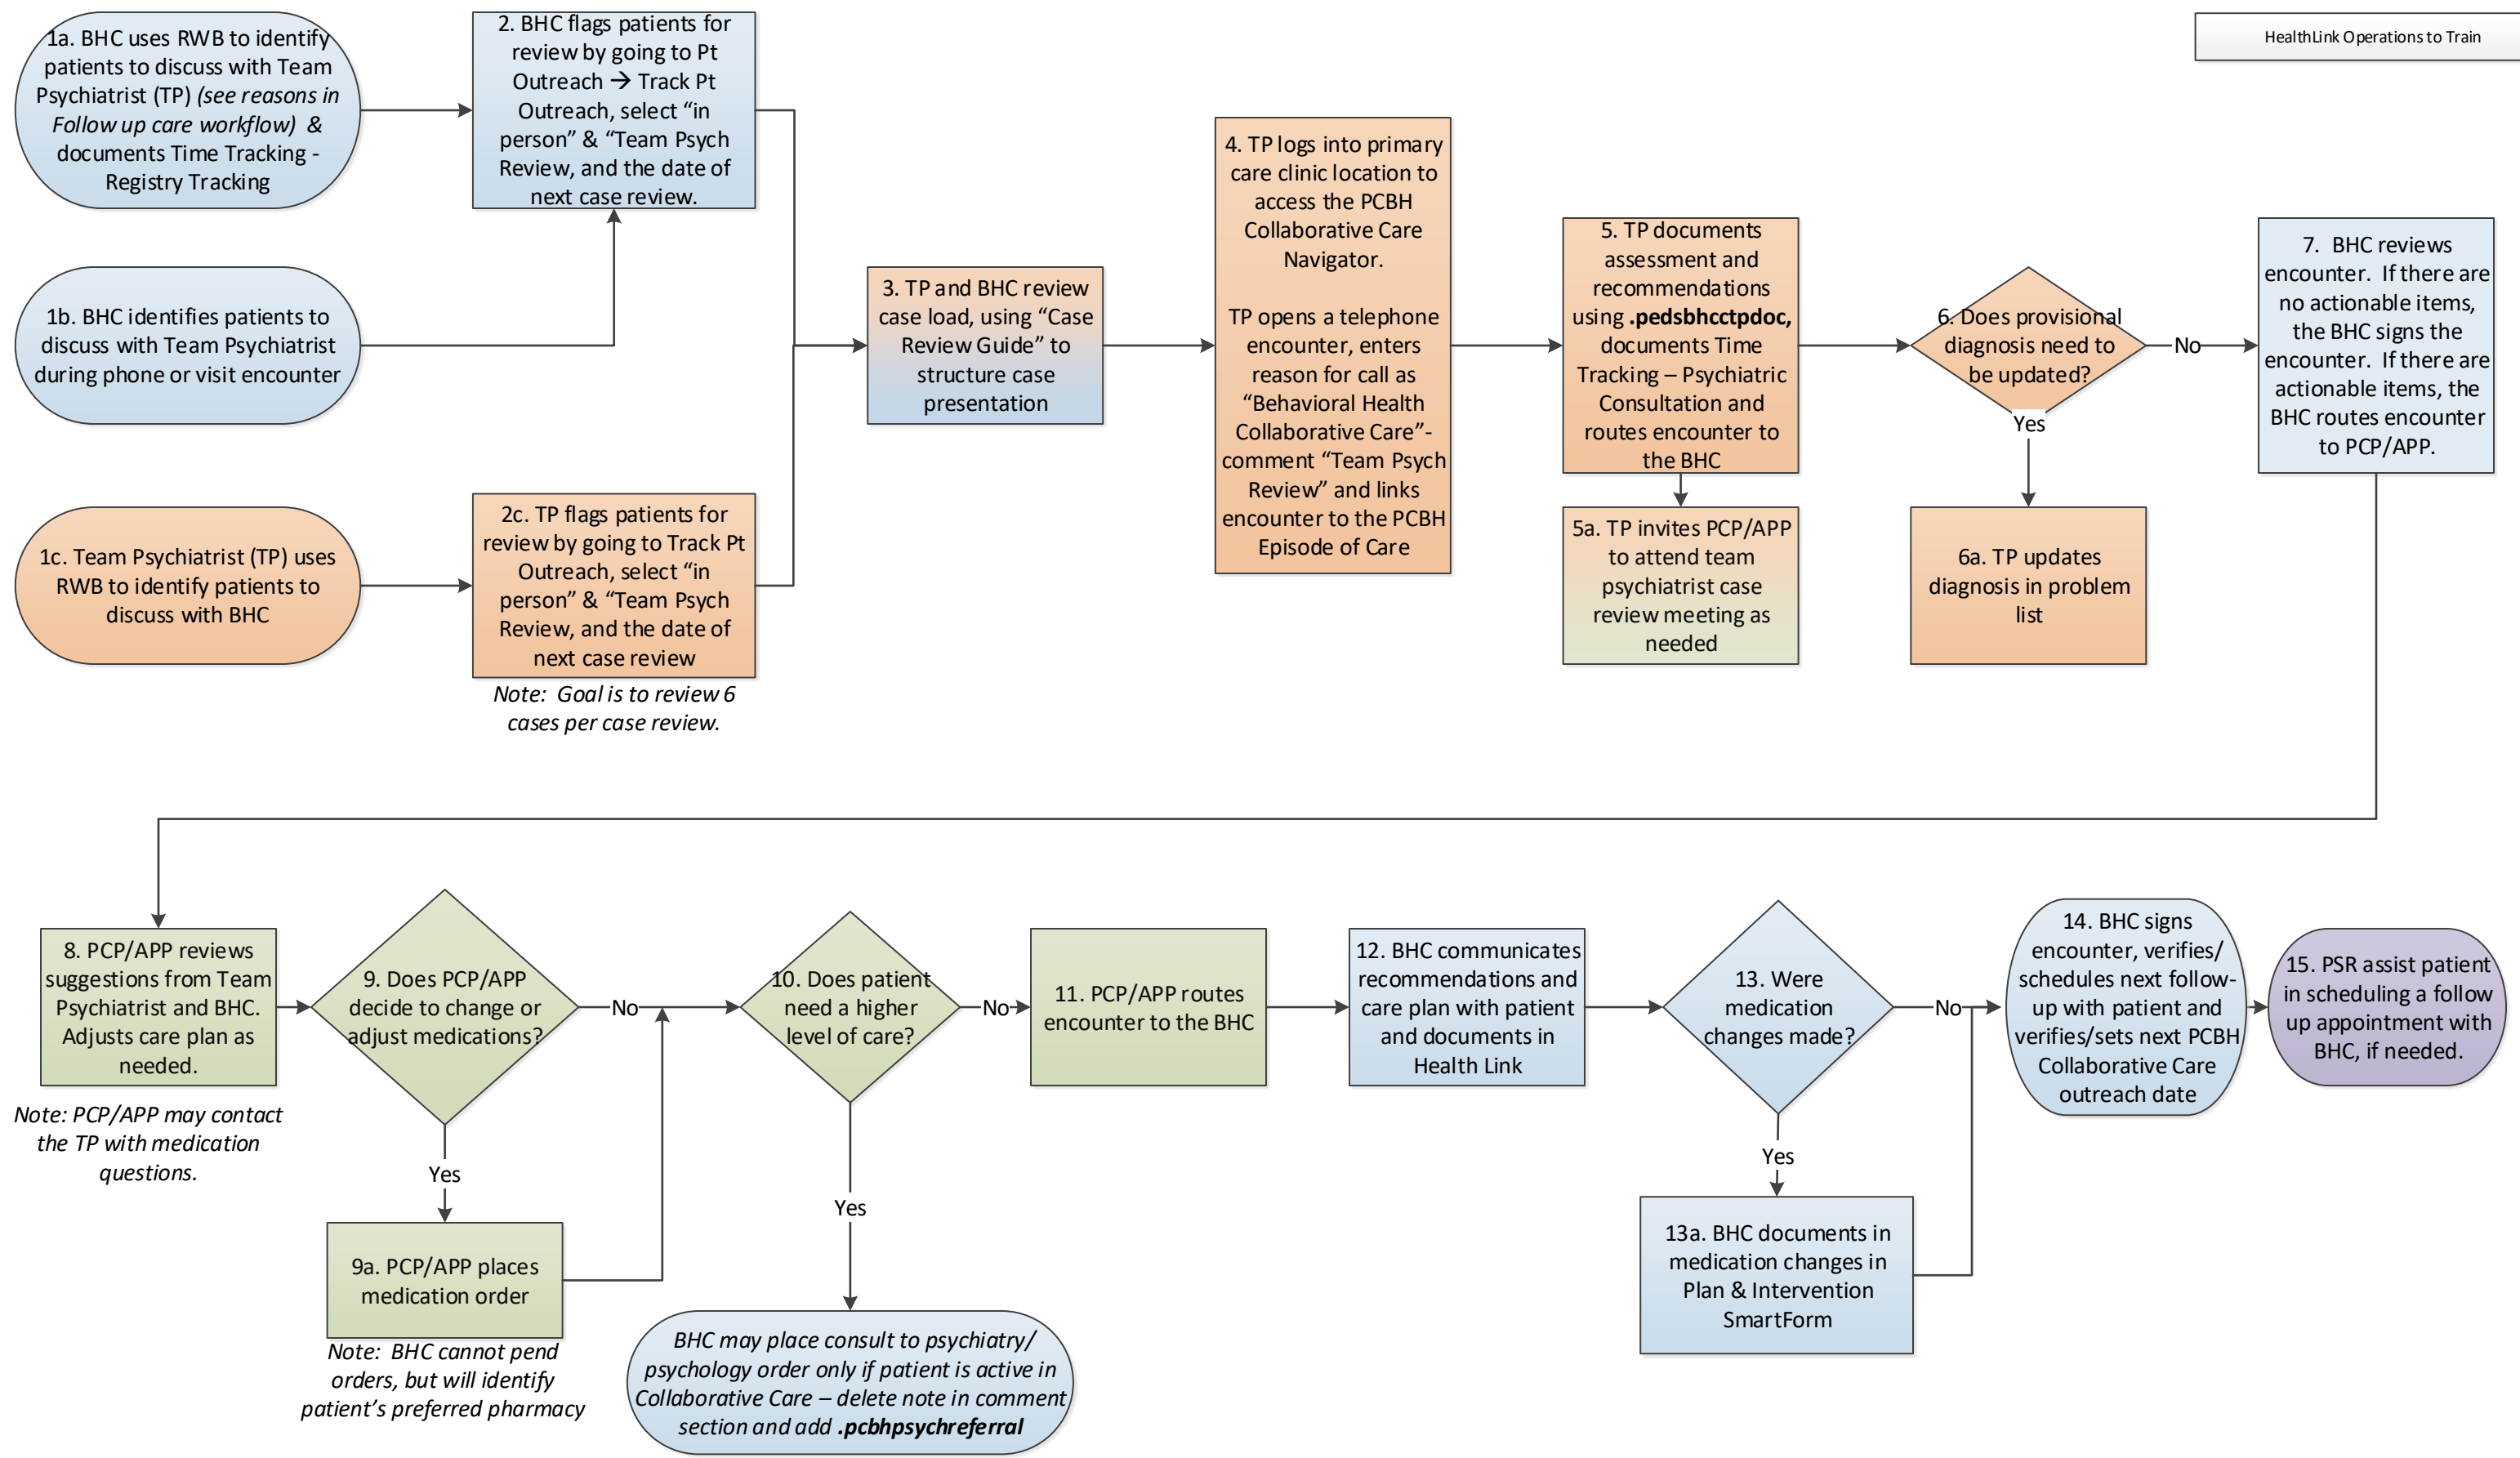 1a. BHC uses RWB to identify
patients to discuss with Team
Psychiatrist (TP) (see reasons in
Follow up care workflow)  &
documents Time Tracking -
Registry Tracking
2. BHC flags patients for
review by going to Pt
Outreach → Track Pt
Outreach, select “in
person” & “Team Psych
Review, and the date of
next case review.
HealthLink Operations to Train
1b. BHC identifies patients to
discuss with Team Psychiatrist
during phone or visit encounter
1c. Team Psychiatrist (TP) uses
RWB to identify patients to
discuss with BHC
2c. TP flags patients for
review by going to Track Pt
Outreach, select “in
person” & “Team Psych
Review, and the date of
next case review
Note:  Goal is to review 6
cases per case review.
3. TP and BHC review
case load, using “Case
Review Guide” to
structure case
presentation
4. TP logs into primary
care clinic location to
access the PCBH
Collaborative Care
Navigator.
TP opens a telephone
encounter, enters
reason for call as
“Behavioral Health
Collaborative Care”-
comment “Team Psych
Review” and links
encounter to the PCBH
Episode of Care
5. TP documents
assessment and
recommendations
using .pedsbhcctpdoc,
documents Time
Tracking – Psychiatric
Consultation and
routes encounter to
the BHC
5a. TP invites PCP/APP
to attend team
psychiatrist case
review meeting as
needed
6. Does provisional
diagnosis need to
be updated?
No
Yes
6a. TP updates
diagnosis in problem
list
7.  BHC reviews
encounter.  If there are
no actionable items,
the BHC signs the
encounter.  If there are
actionable items, the
BHC routes encounter
to PCP/APP.
8. PCP/APP reviews
suggestions from Team
Psychiatrist and BHC.
Adjusts care plan as
needed.
Note: PCP/APP may contact
the TP with medication
questions.
9. Does PCP/APP
decide to change or
adjust medications?
No
Yes
9a. PCP/APP places
medication order
Note:  BHC cannot pend
orders, but will identify
patient’s preferred pharmacy
10. Does patient
need a higher
level of care?
No
Yes
BHC may place consult to psychiatry/
psychology order only if patient is active in
Collaborative Care – delete note in comment
section and add .pcbhpsychreferral
11. PCP/APP routes
encounter to the BHC
12. BHC communicates
recommendations and
care plan with patient
and documents in
Health Link
13. Were
medication
changes made?
No
Yes
13a. BHC documents in
medication changes in
Plan & Intervention
SmartForm
14. BHC signs
encounter, verifies/
schedules next follow-
up with patient and
verifies/sets next PCBH
Collaborative Care
outreach date
15. PSR assist patient
in scheduling a follow
up appointment with
BHC, if needed.